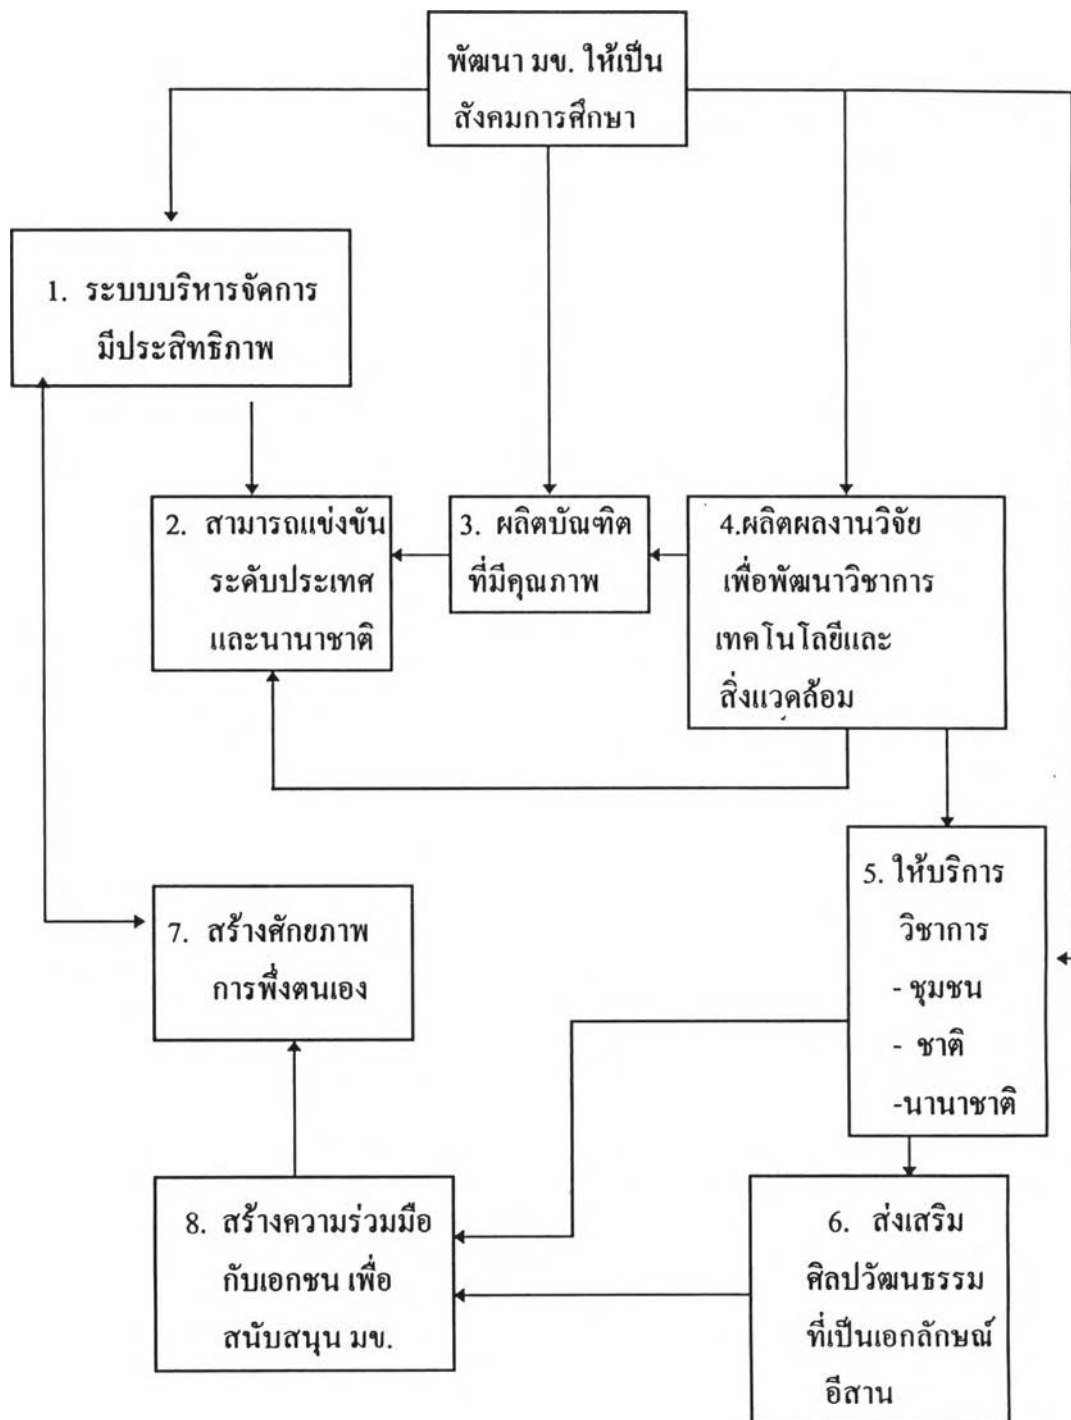 พัฒนา มข. ให้เป็น
สังคมการศึกษา
1. ระบบบริหารจัดการ
มีประสิทธิภาพ
2. สามารถแข่งขัน
ระดับประเทศ
และนานาชาติ
3. ผลิตบัณฑิต
ที่มีคุณภาพ
4.ผลิตผลงานวิจัย
เพื่อพัฒนาวิชาการ
เทคโนโลยีและ
สิ่งแวดล้อม
5. ให้บริการ
วิชาการ
- ชุมชน
- ชาติ
-นานาชาติ
7. สร้างศักยภาพ
การพึ่งตนเอง
8. สร้างความร่วมมือ
กับเอกชน เพื่อ
สนับสนุน มข.
6. ส่งเสริม
ศิลปวัฒนธรรม
ที่เป็นเอกลักษณ์
อีสาน